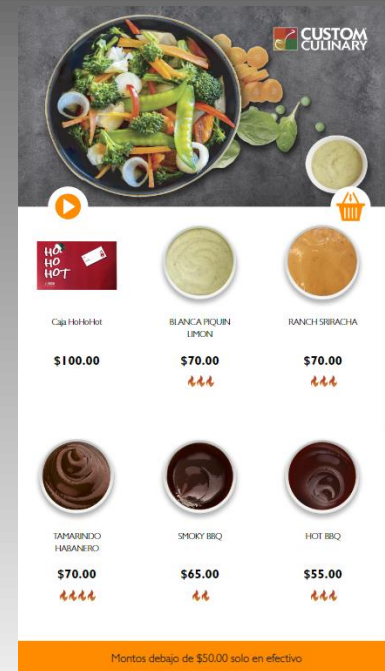 CUSTOM
CULINARY
HO
HO
HOT
Caja HoHoHot
$100.00
BLANCA PIQUIN
LIMON
$70.00
RANCH SRIRACHA
$70.00
TAMARINDO
HABANERO
$70.00
SMOKY BBQ
$65.00
HOT BBQ
$55.00
Montos debajo de $50.00 solo en efectivo